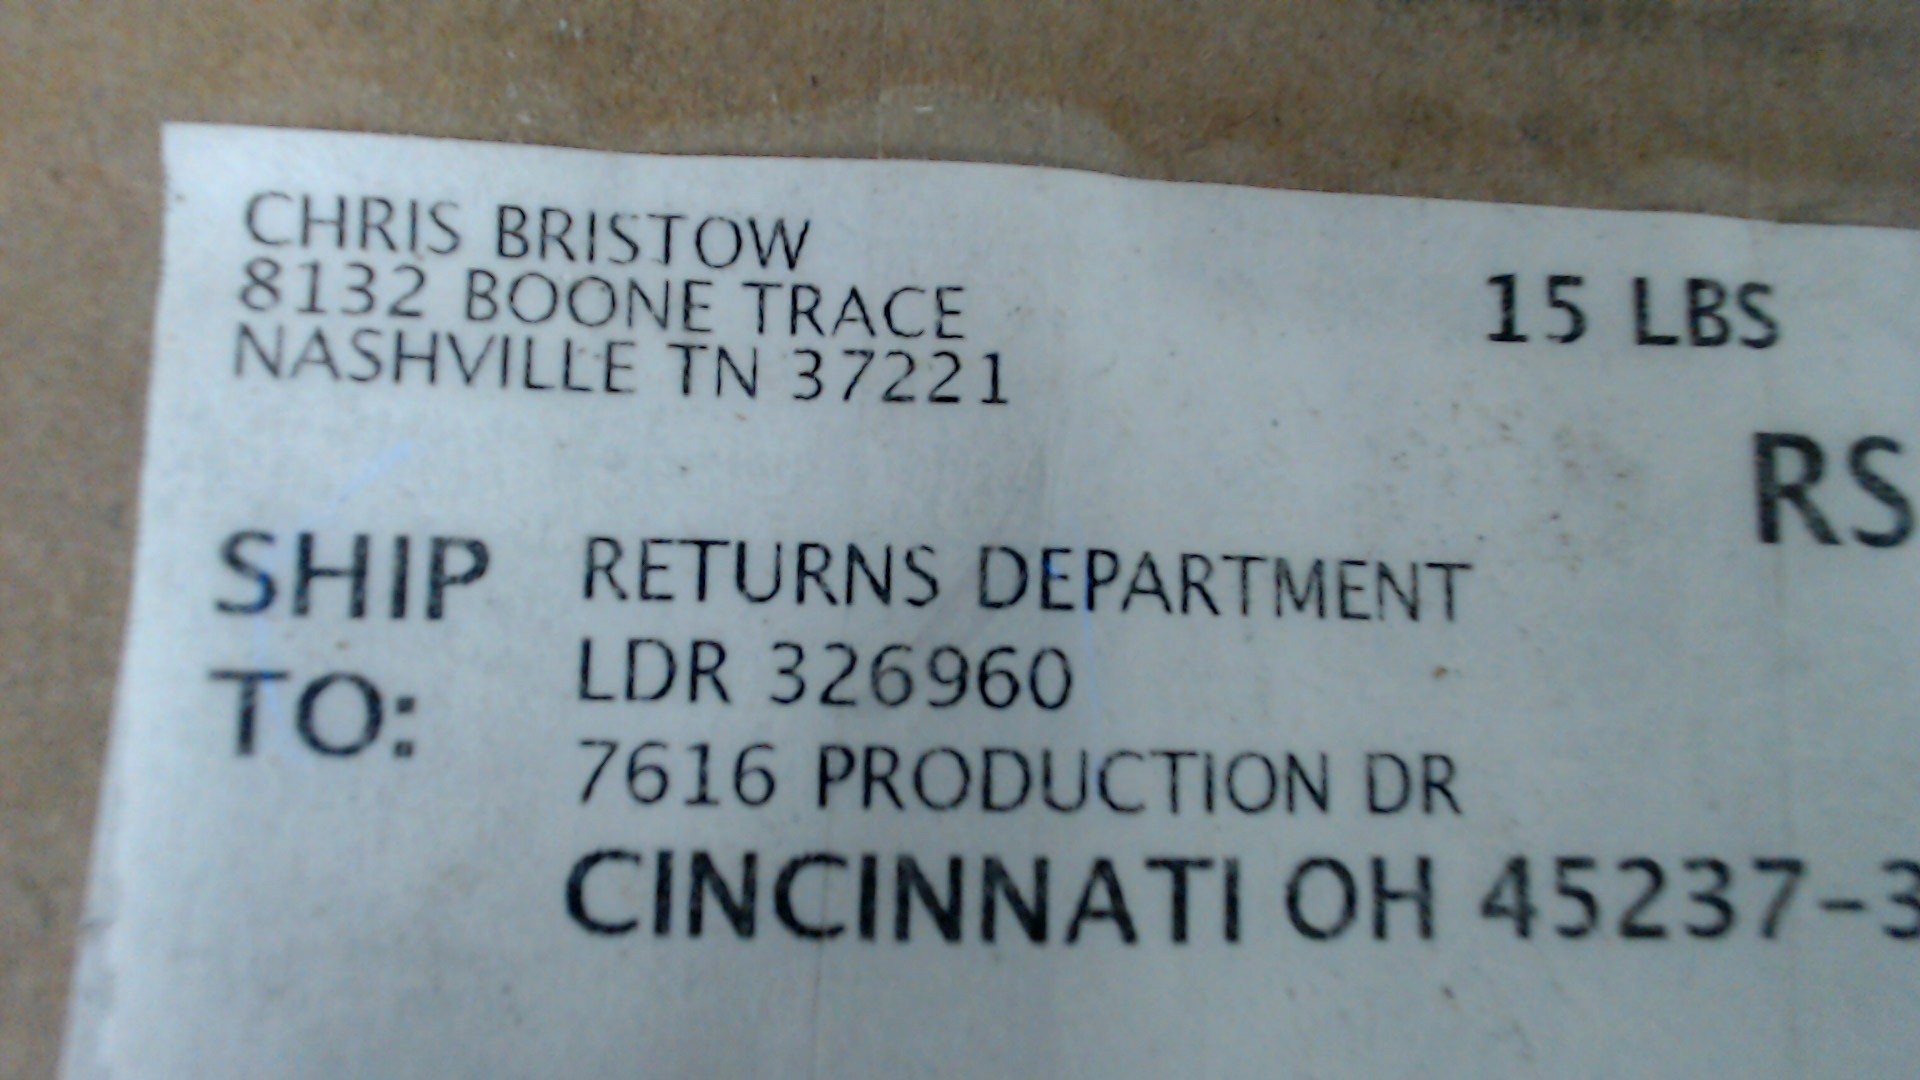 CHRIS BRISTOW
8132 BOONE TRACE
NASHVILLE TN 37221
15 LBS
RS
SHIP TO:
RETURNS DEPARTMENT
LDR 326960
7616 PRODUCTION DR
CINCINNATI OH 45237-3